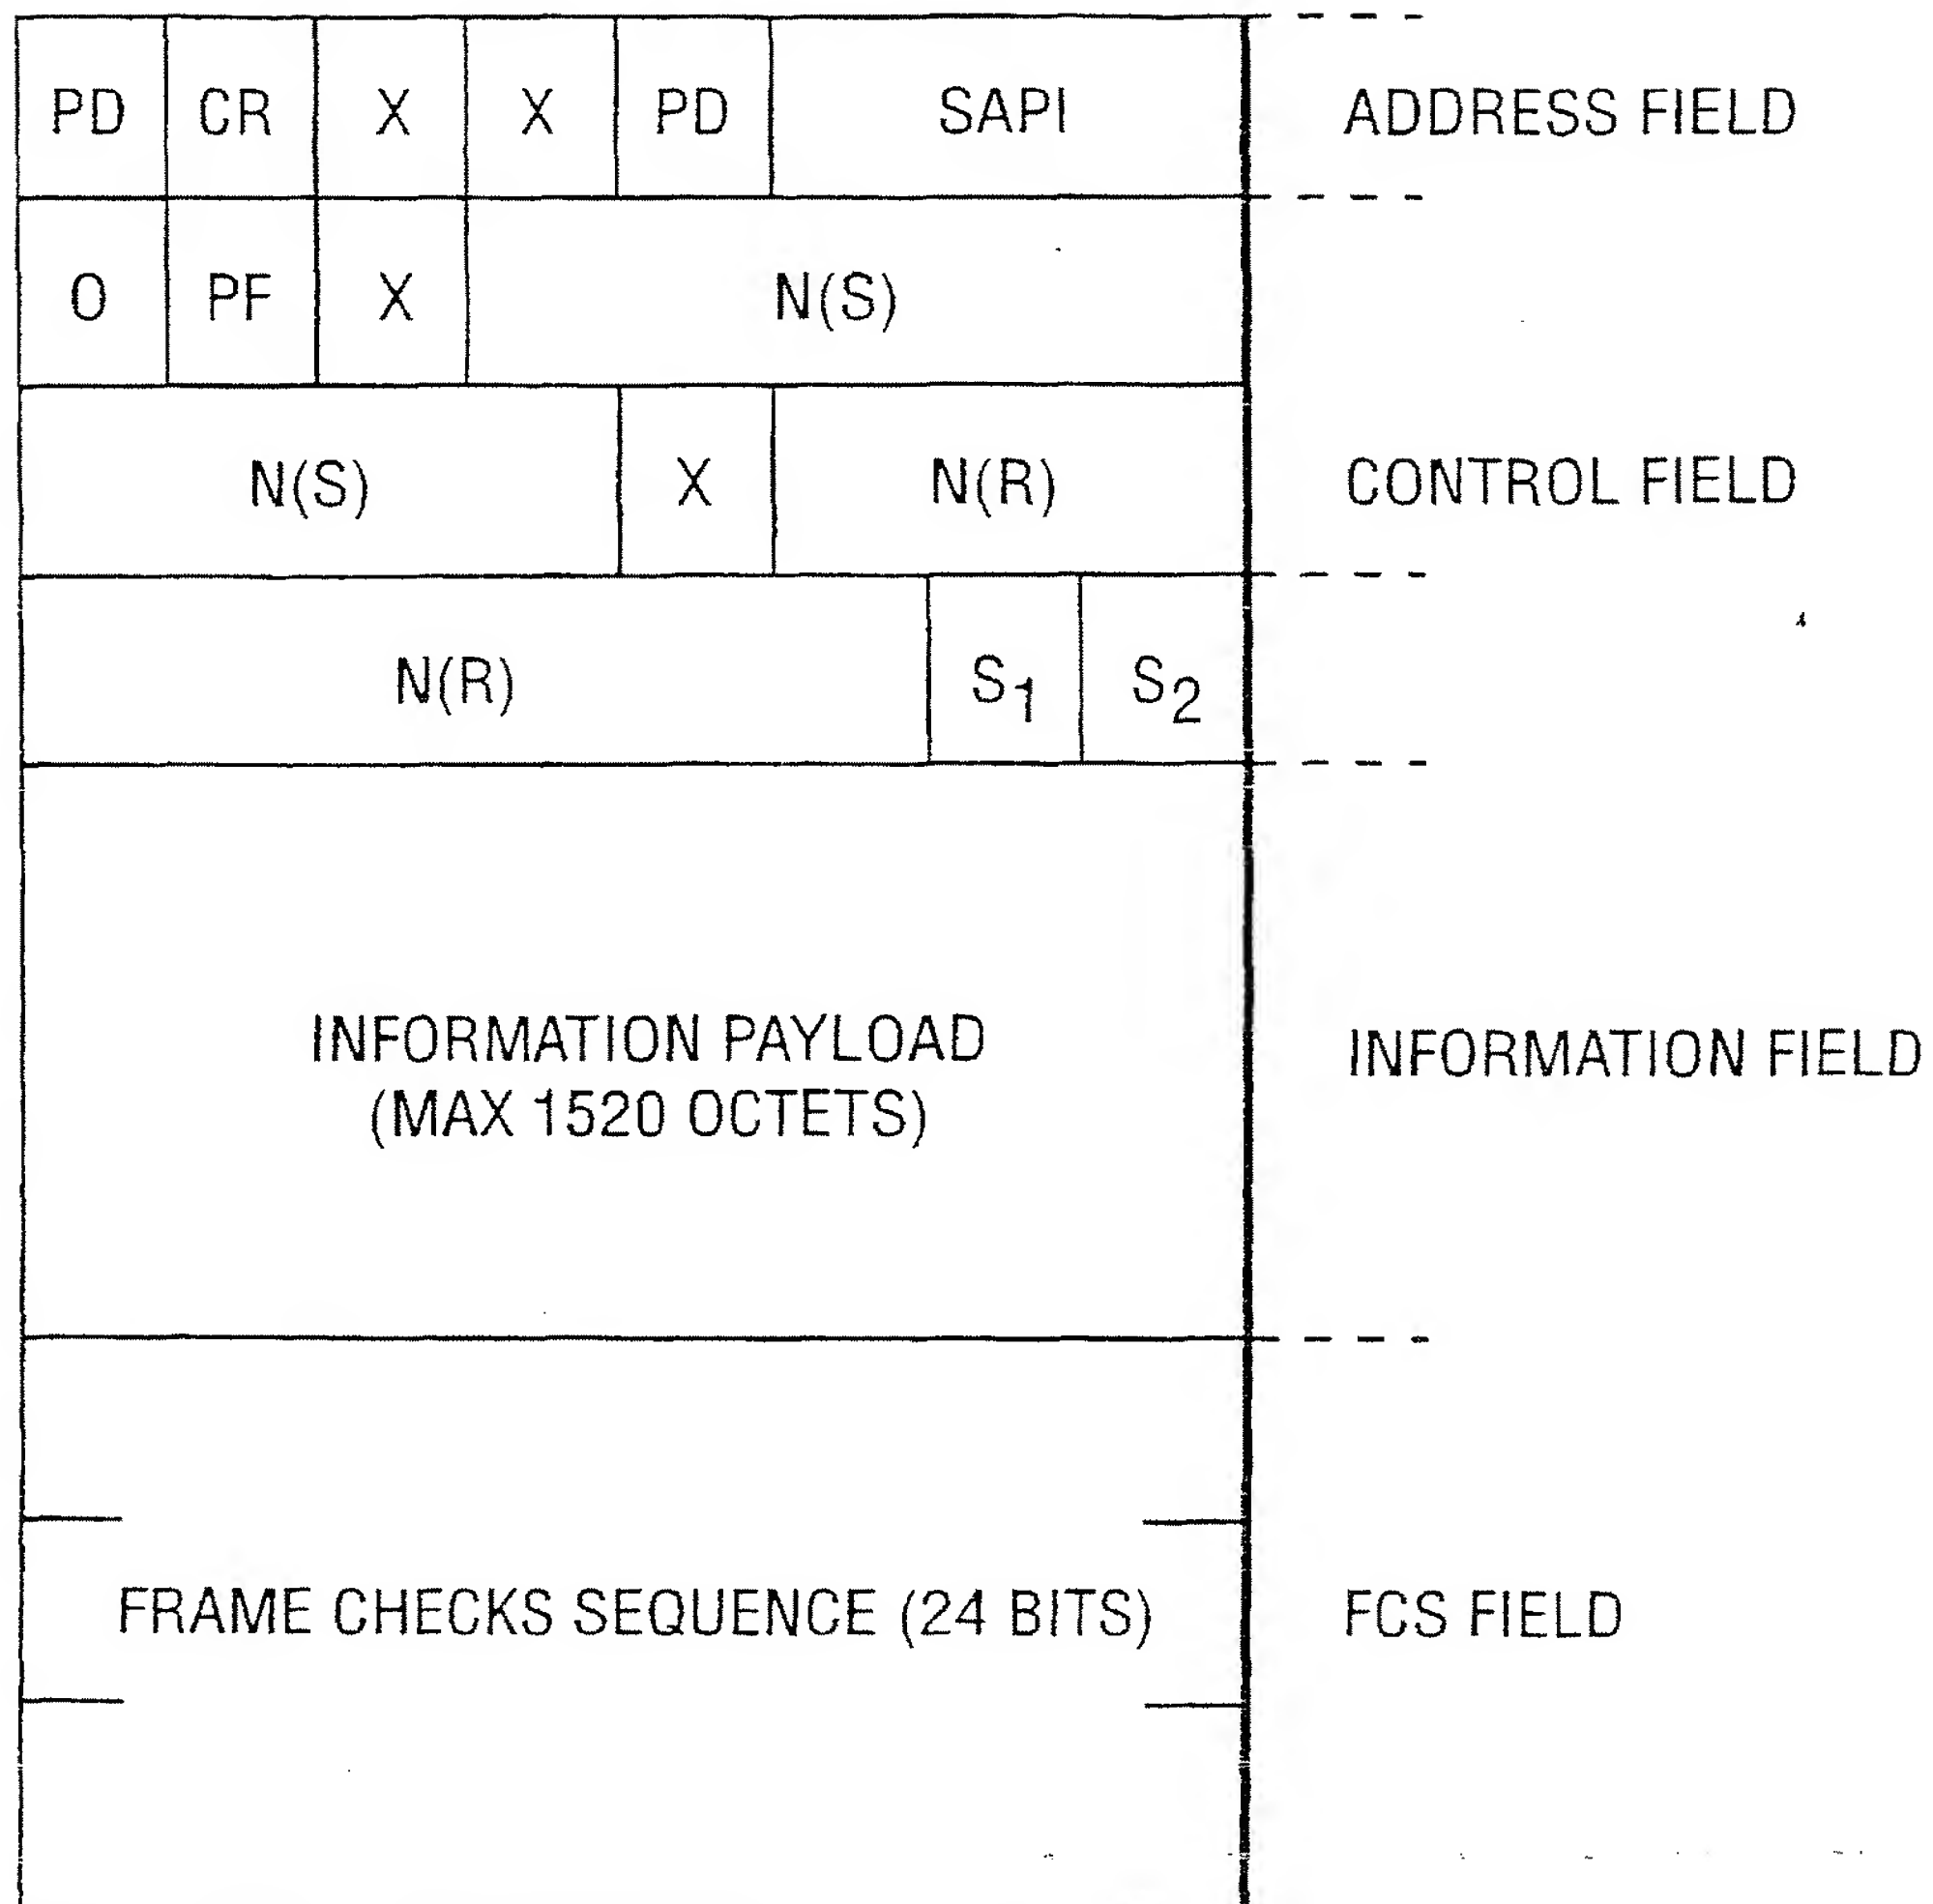 PD CR X X PD SAPI ADDRESS FIELD
O PF X N(S)
N(S) X N(R) CONTROL FIELD
N(R) S1 S2
INFORMATION PAYLOAD
(MAX 1520 OCTETS)
INFORMATION FIELD
FRAME CHECKS SEQUENCE (24 BITS) FCS FIELD